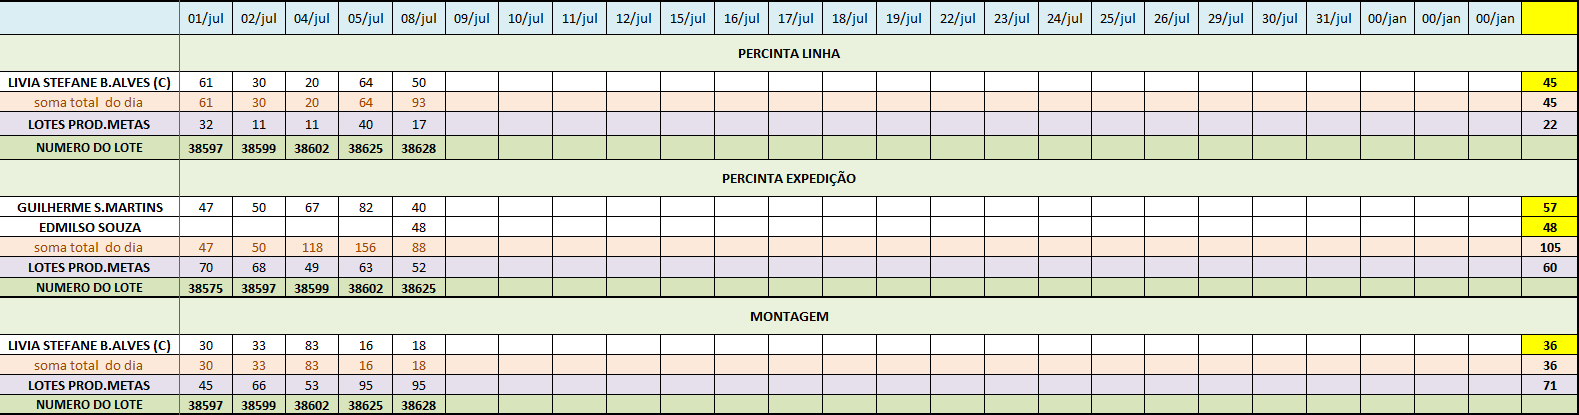 01/jul 02/jul 04/jul 05/jul 08/jul 09/jul 10/jul 11/jul 12/jul 15/jul 16/jul 17/jul 18/jul 19/jul 22/jul 23/jul 24/jul 25/jul 26/jul 29/jul 30/jul 31/jul 00/jan 00/jan 00/jan
PERCINTA LINHA
LIVIA STEFANE B.ALVES (C) 61 30 20 64 50 45
soma total do dia 61 30 20 64 93 45
LOTES PROD.METAS 32 11 11 40 17 22
NUMERO DO LOTE 38597 38599 38602 38625 38628
PERCINTA EXPEDIÇÃO
GUILHERME S.MARTINS 47 50 67 82 40 57
EDMILSO SOUZA 48 48
soma total do dia 47 50 118 156 88 105
LOTES PROD.METAS 70 68 49 63 52 60
NUMERO DO LOTE 38575 38597 38599 38602 38625
MONTAGEM
LIVIA STEFANE B.ALVES (C) 30 33 83 16 18 36
soma total do dia 30 33 83 16 18 36
LOTES PROD.METAS 45 66 53 95 95 71
NUMERO DO LOTE 38597 38599 38602 38625 38628